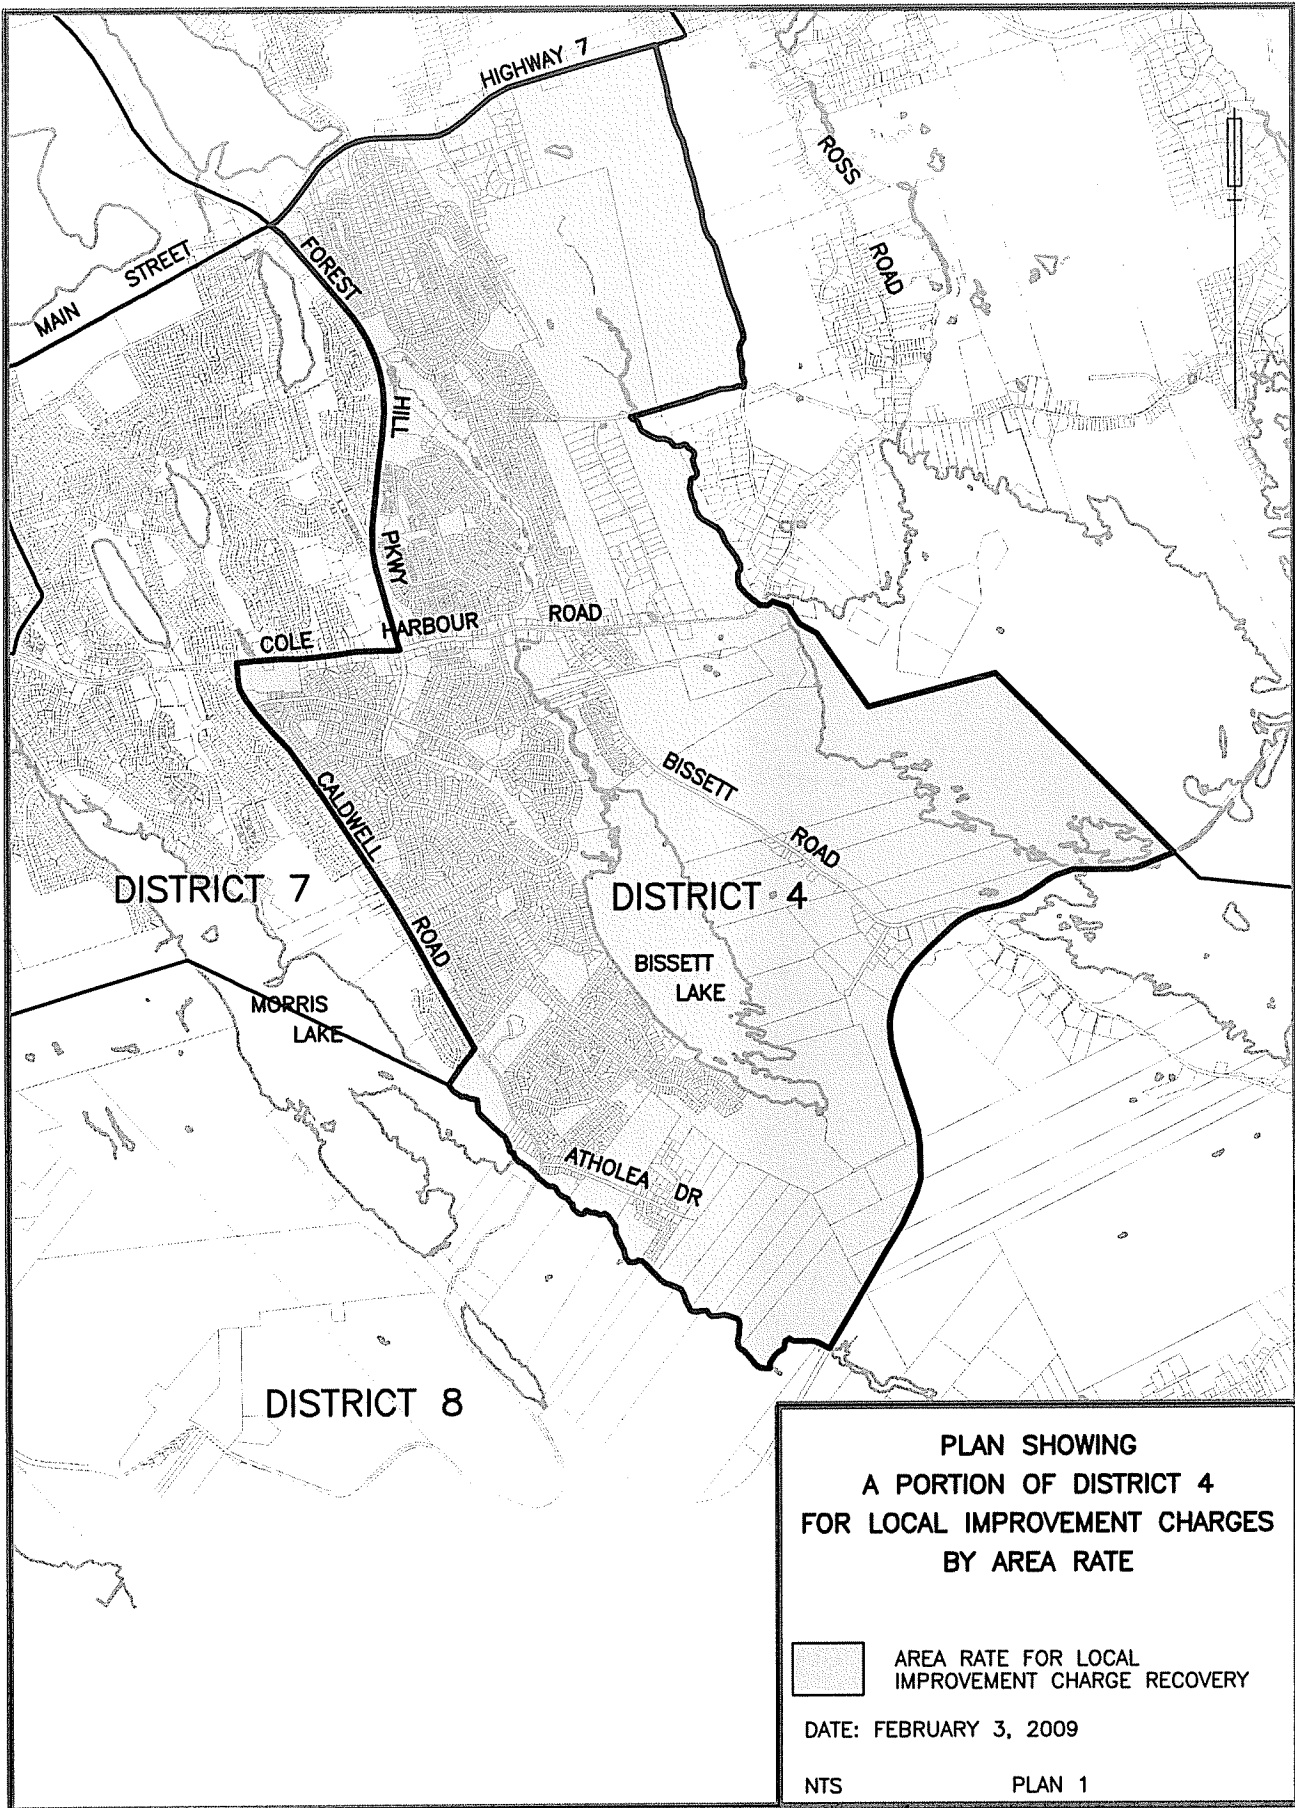 HIGHWAY 7
ROSS
ROAD
MAIN STREET
FOREST
HILL
PKWY
COLE HARBOUR ROAD
CALDWELL
ROAD
BISSETT
ROAD
DISTRICT 7
DISTRICT 4
BISSETT
LAKE
MORRIS
LAKE
ATHOLEA DR
DISTRICT 8
PLAN SHOWING
A PORTION OF DISTRICT 4
FOR LOCAL IMPROVEMENT CHARGES
BY AREA RATE
AREA RATE FOR LOCAL
IMPROVEMENT CHARGE RECOVERY
DATE: FEBRUARY 3, 2009
NTS PLAN 1